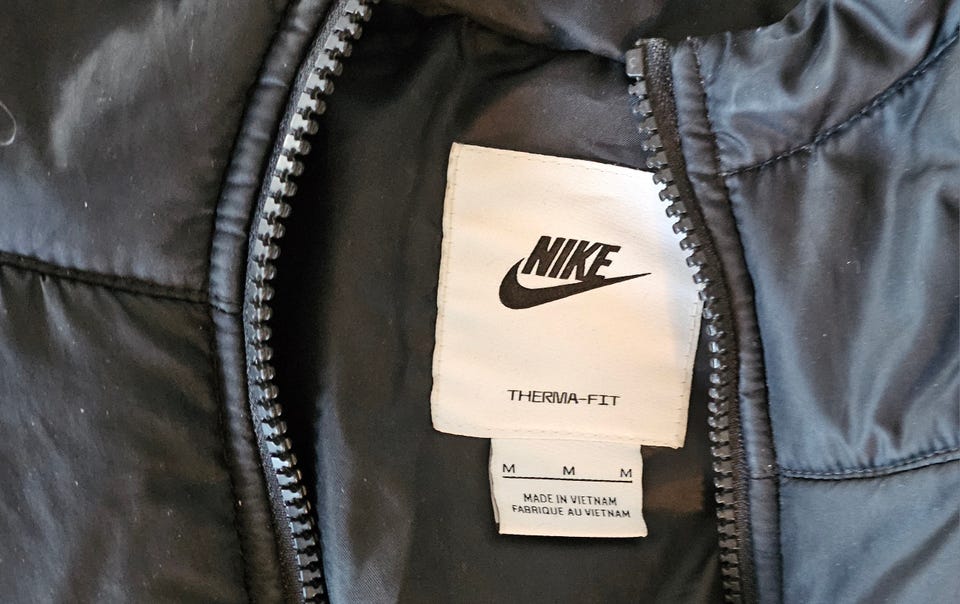 NIKE
THERMA-FIT
M M M
MADE IN VIETNAM
FABRIQUE AU VIETNAM